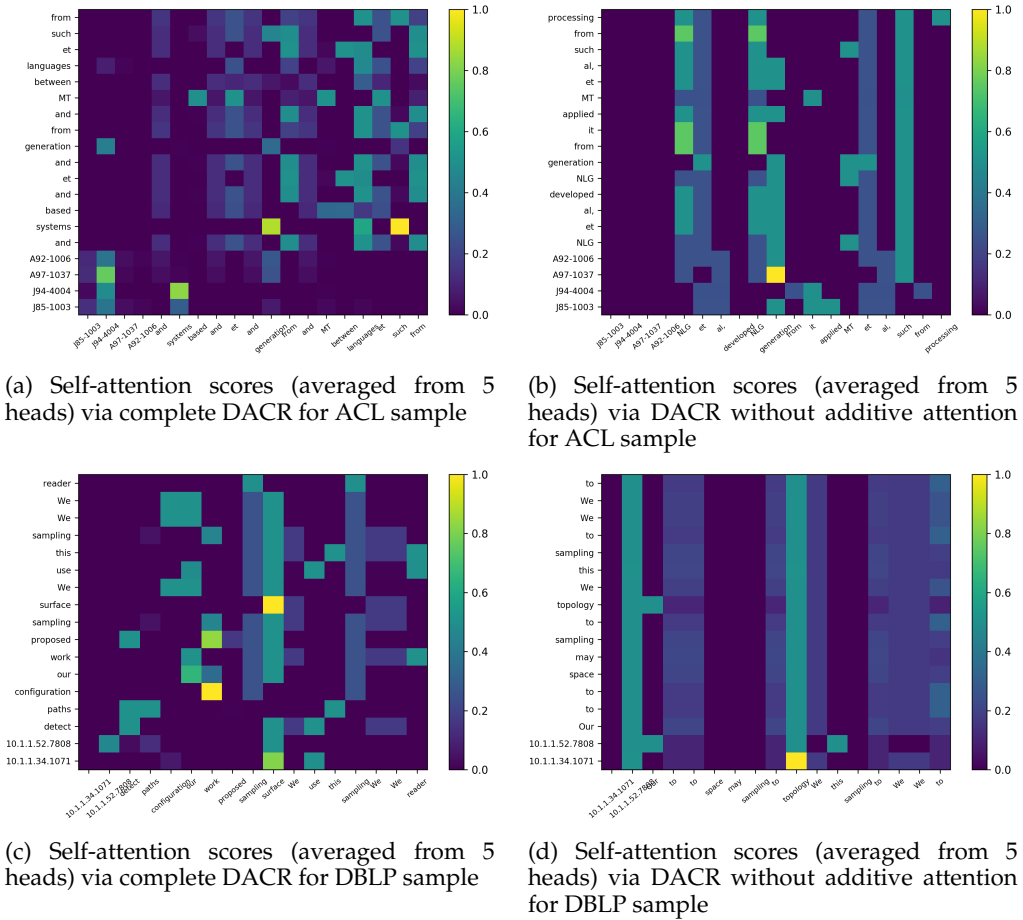 from
such
et
languages
between
MT
and
from
generation
and
et
and
based
systems
and
A92-1006
A97-1037
J94-4004
J85-1003
J85-1003 J94-4004 A97-1037 A92-1006 and systems based and et and generation from and MT between languages et such from
1.0
0.8
0.6
0.4
0.2
0.0
(a) Self-attention scores (averaged from 5
heads) via complete DACR for ACL sample
processing
from
such
al,
et
MT
applied
it
from
generation
NLG
developed
al,
et
NLG
A92-1006
A97-1037
J94-4004
J85-1003
J85-1003 J94-4004 A97-1037 A92-1006 NLG et al, developed NLG generation from it applied MT et al, such from processing
1.0
0.8
0.6
0.4
0.2
0.0
(b) Self-attention scores (averaged from 5
heads) via DACR without additive attention
for ACL sample
reader
We
We
sampling
this
use
We
surface
sampling
proposed
work
our
configuration
paths
detect
10.1.1.52.7808
10.1.1.34.1071
10.1.1.34.1071 10.1.1.52.7808 detect paths configuration our work proposed sampling surface We use this sampling We We reader
1.0
0.8
0.6
0.4
0.2
0.0
(c) Self-attention scores (averaged from 5
heads) via complete DACR for DBLP sample
to
We
We
to
sampling
this
We
topology
to
sampling
may
space
to
to
Our
10.1.1.52.7808
10.1.1.34.1071
10.1.1.34.1071 10.1.1.52.7808 Our to to space may sampling to topology We this sampling to We We to
1.0
0.8
0.6
0.4
0.2
0.0
(d) Self-attention scores (averaged from 5
heads) via DACR without additive attention
for DBLP sample